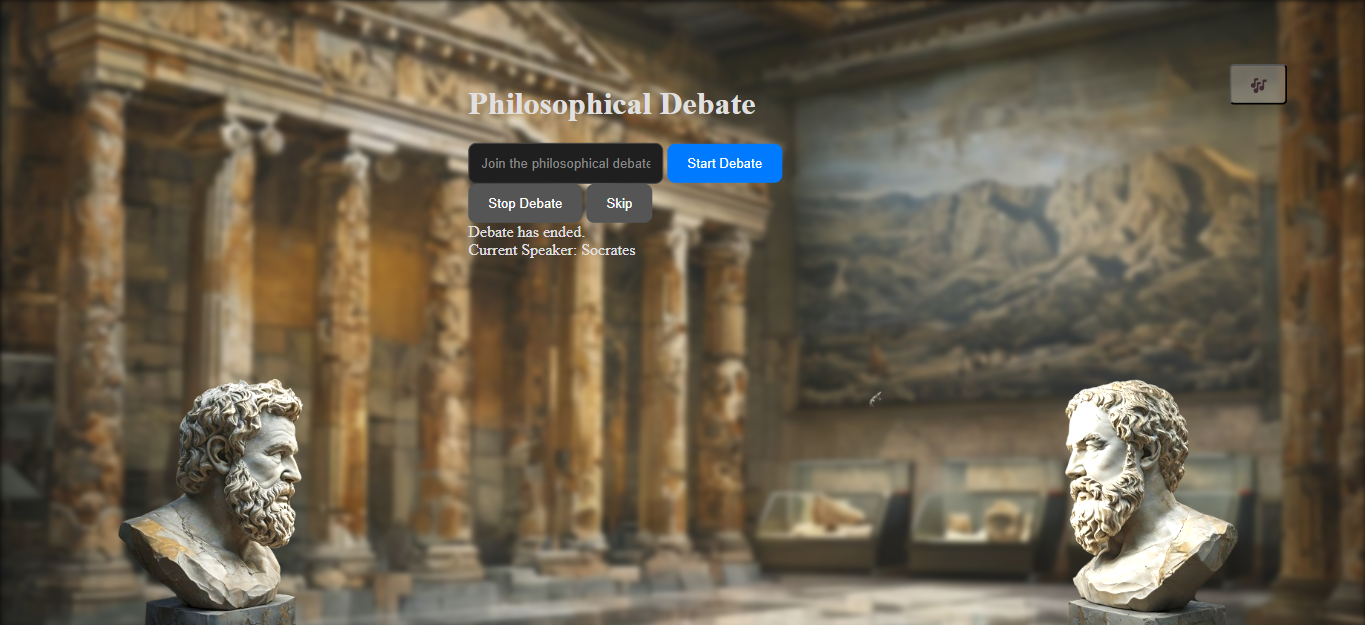 Philosophical Debate
Join the philosophical debate Start Debate
Stop Debate Skip
Debate has ended.
Current Speaker: Socrates